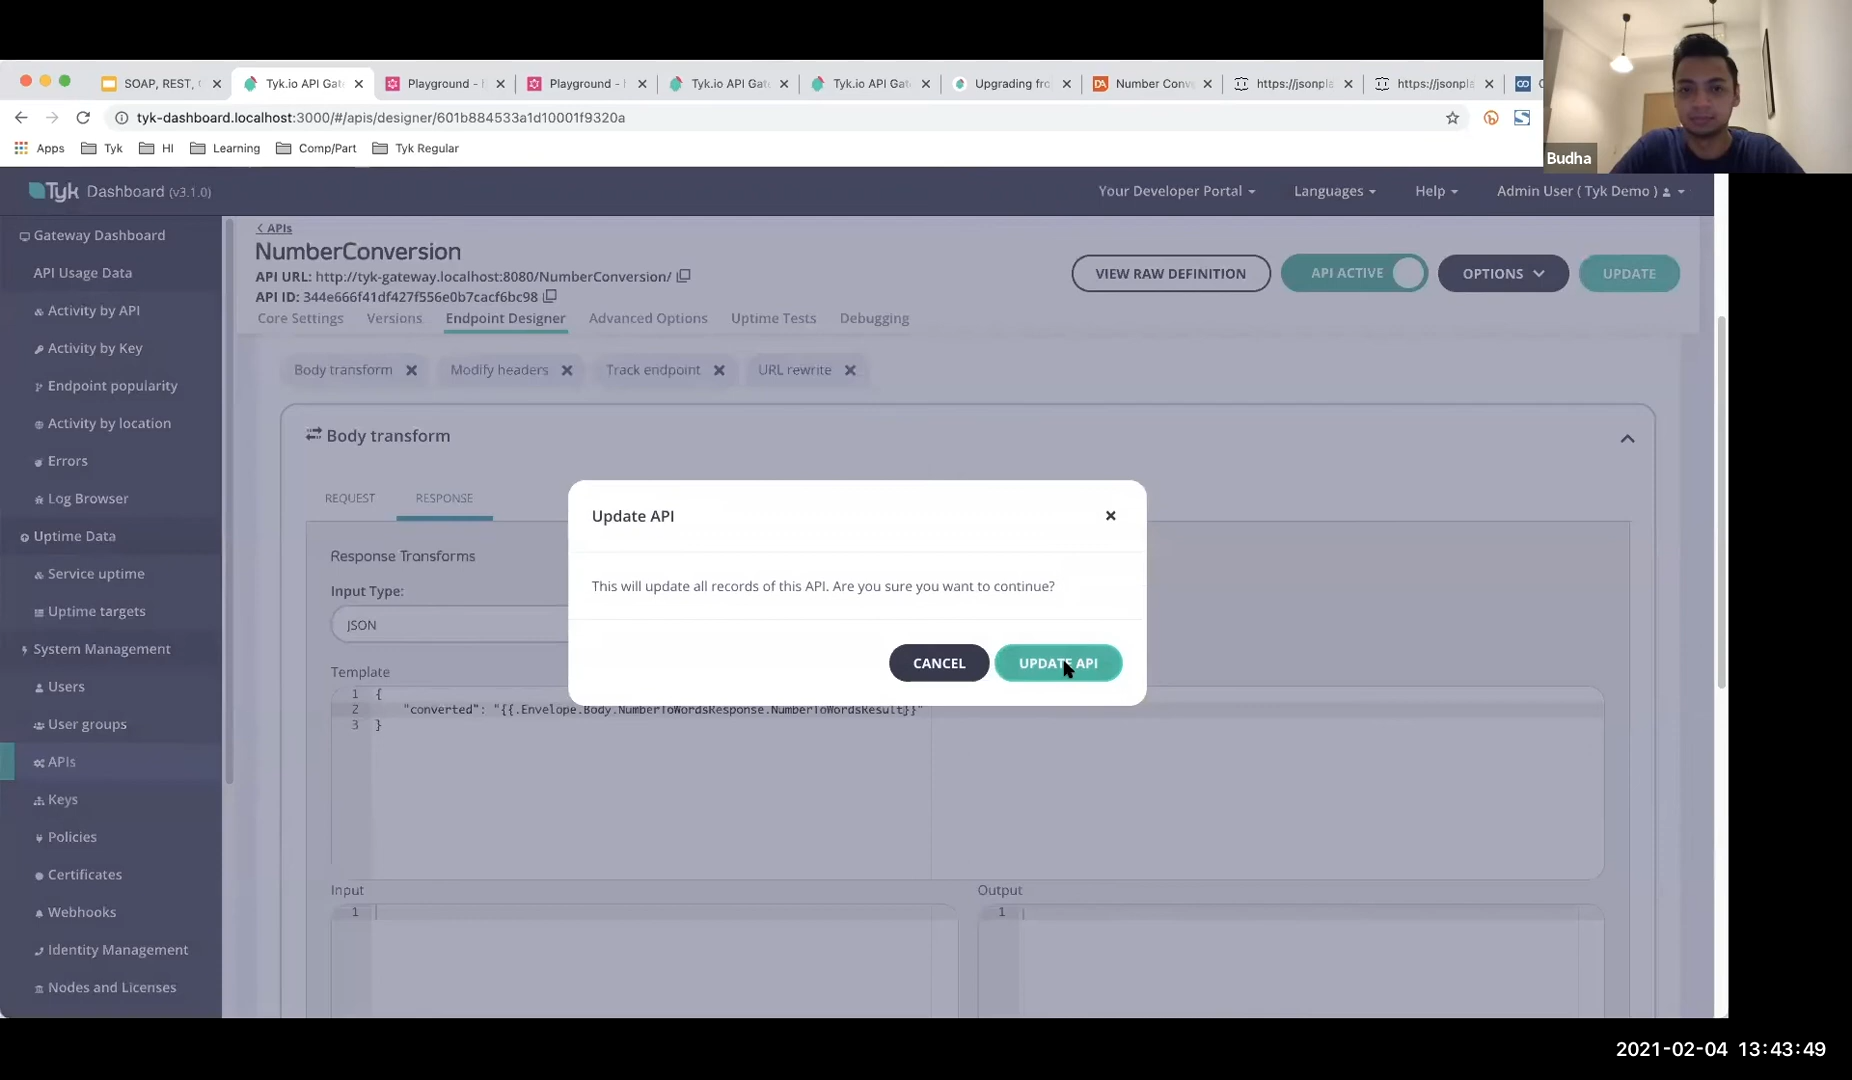 SOAP, REST,
Tyk.io API Gat
Playground -
Playground -
Tyk.io API Gat
Tyk.io API Gat
Upgrading fro
Number Conv
https://jsonpla
https://jsonpla
tyk-dashboard.localhost:3000/#/apis/designer/601b884533a1d10001f9320a
Apps
Tyk
HI
Learning
Comp/Part
Tyk Regular
Budha
Tyk Dashboard (v3.1.0)
Your Developer Portal
Languages
Help
Admin User ( Tyk Demo )
Gateway Dashboard
API Usage Data
Activity by API
Activity by Key
Endpoint popularity
Activity by location
Errors
Log Browser
Uptime Data
Service uptime
Uptime targets
System Management
Users
User groups
APIs
Keys
Policies
Certificates
Webhooks
Identity Management
Nodes and Licenses
< APIs
NumberConversion
API URL: http://tyk-gateway.localhost:8080/NumberConversion/
API ID: 344e666f41df427f556e0b7cacf6bc98
VIEW RAW DEFINITION
API ACTIVE
OPTIONS
UPDATE
Core Settings
Versions
Endpoint Designer
Advanced Options
Uptime Tests
Debugging
Body transform
Modify headers
Track endpoint
URL rewrite
Body transform
REQUEST
RESPONSE
Response Transforms
Input Type:
JSON
Update API
This will update all records of this API. Are you sure you want to continue?
CANCEL
UPDATE API
Template
1 {
2 "converted": "{{.Envelope.Body.NumberToWordsResponse.NumberToWordsResult}}"
3 }
Input
1
Output
1
2021-02-04 13:43:49